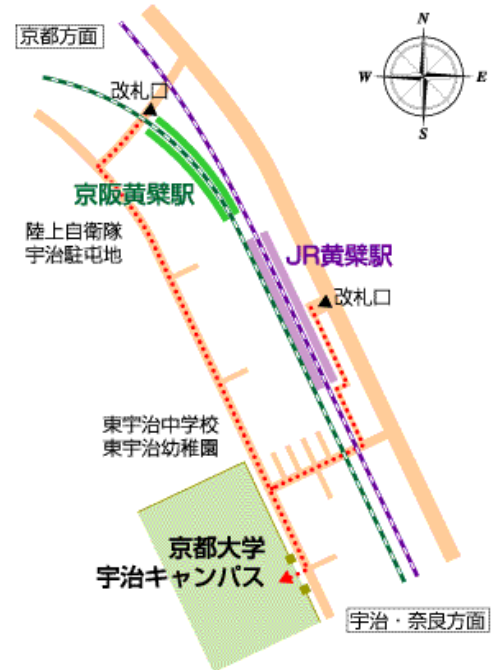 京都方面
N
W
E
S
改札口
京阪黄檗駅
陸上自衛隊
宇治駐屯地
JR黄檗駅
改札口
東宇治中学校
東宇治幼稚園
京都大学
宇治キャンパス
宇治・奈良方面